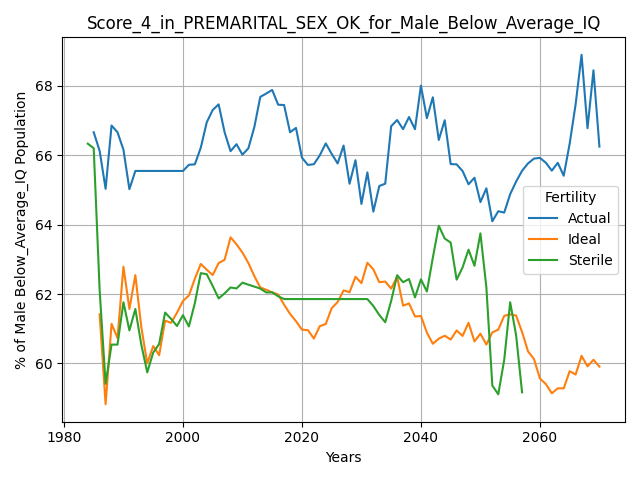 Score_4_in_PREMARITAL_SEX_OK_for_Male_Below_Average_IQ
% of Male Below_Average_IQ Population
68
66
64
62
60
Fertility
Actual
Ideal
Sterile
1980 2000 2020 2040 2060
Years